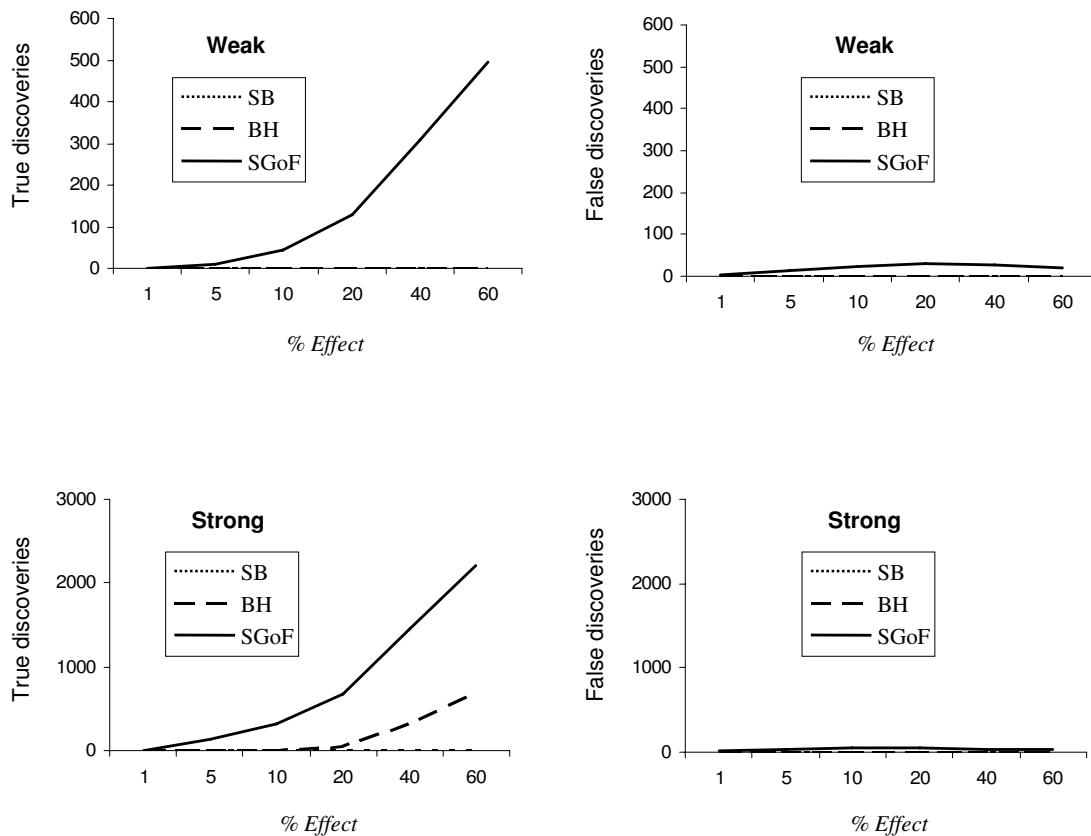 Weak
True discoveries
600
500
400
300
200
100
0
SB
BH
SGoF
1 5 10 20 40 60
% Effect
Weak
False discoveries
600
500
400
300
200
100
0
SB
BH
SGoF
1 5 10 20 40 60
% Effect
Strong
True discoveries
3000
2000
1000
0
SB
BH
SGoF
1 5 10 20 40 60
% Effect
Strong
False discoveries
3000
2000
1000
0
SB
BH
SGoF
1 5 10 20 40 60
% Effect